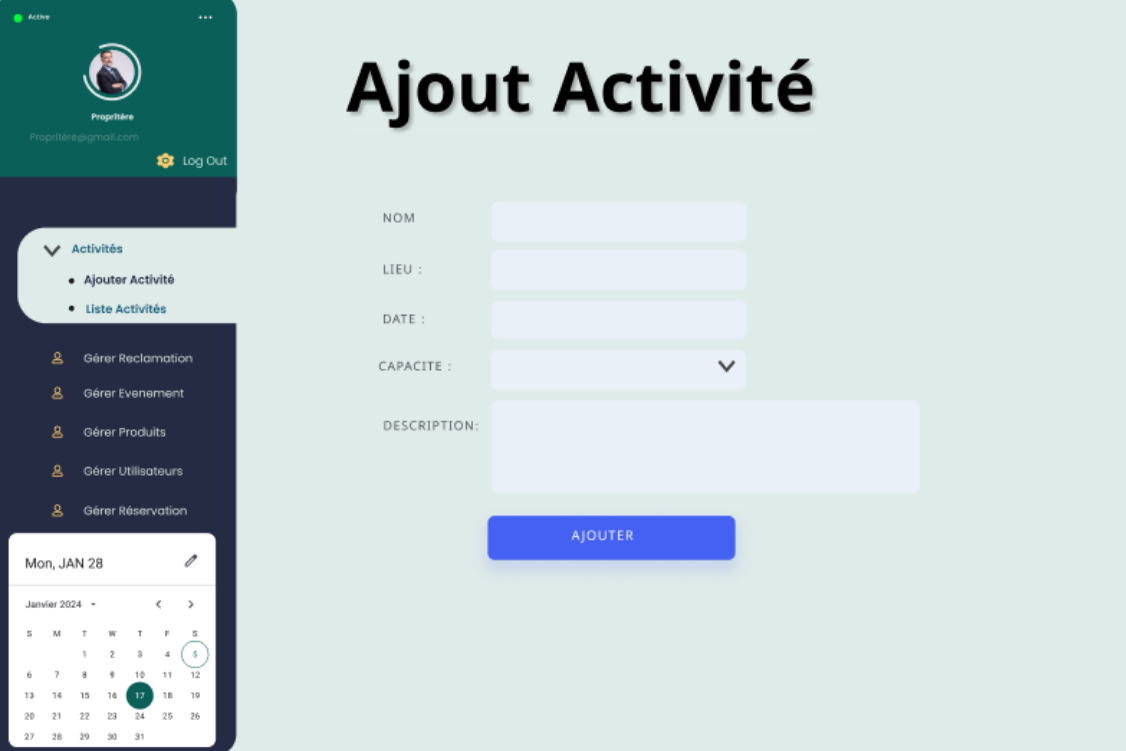 Active
Propritére
Propritére@gmail.com
Log Out
Activités
Ajouter Activité
Liste Activités
Gérer Reclamation
Gérer Evenement
Gérer Produits
Gérer Utilisateurs
Gérer Réservation
Mon, JAN 28
Janvier 2024
S M T W T F S
1 2 3 4 5
6 7 8 9 10 11 12
13 14 15 16 17 18 19
20 21 22 23 24 25 26
27 28 29 30 31
Ajout Activité
NOM
LIEU :
DATE :
CAPACITE :
DESCRIPTION:
AJOUTER